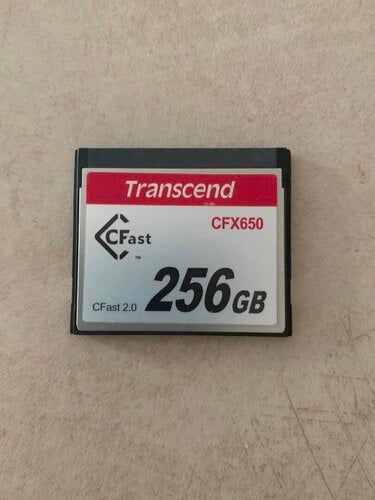 Transcend
CFX650
CFast
™
CFast 2.0
256GB